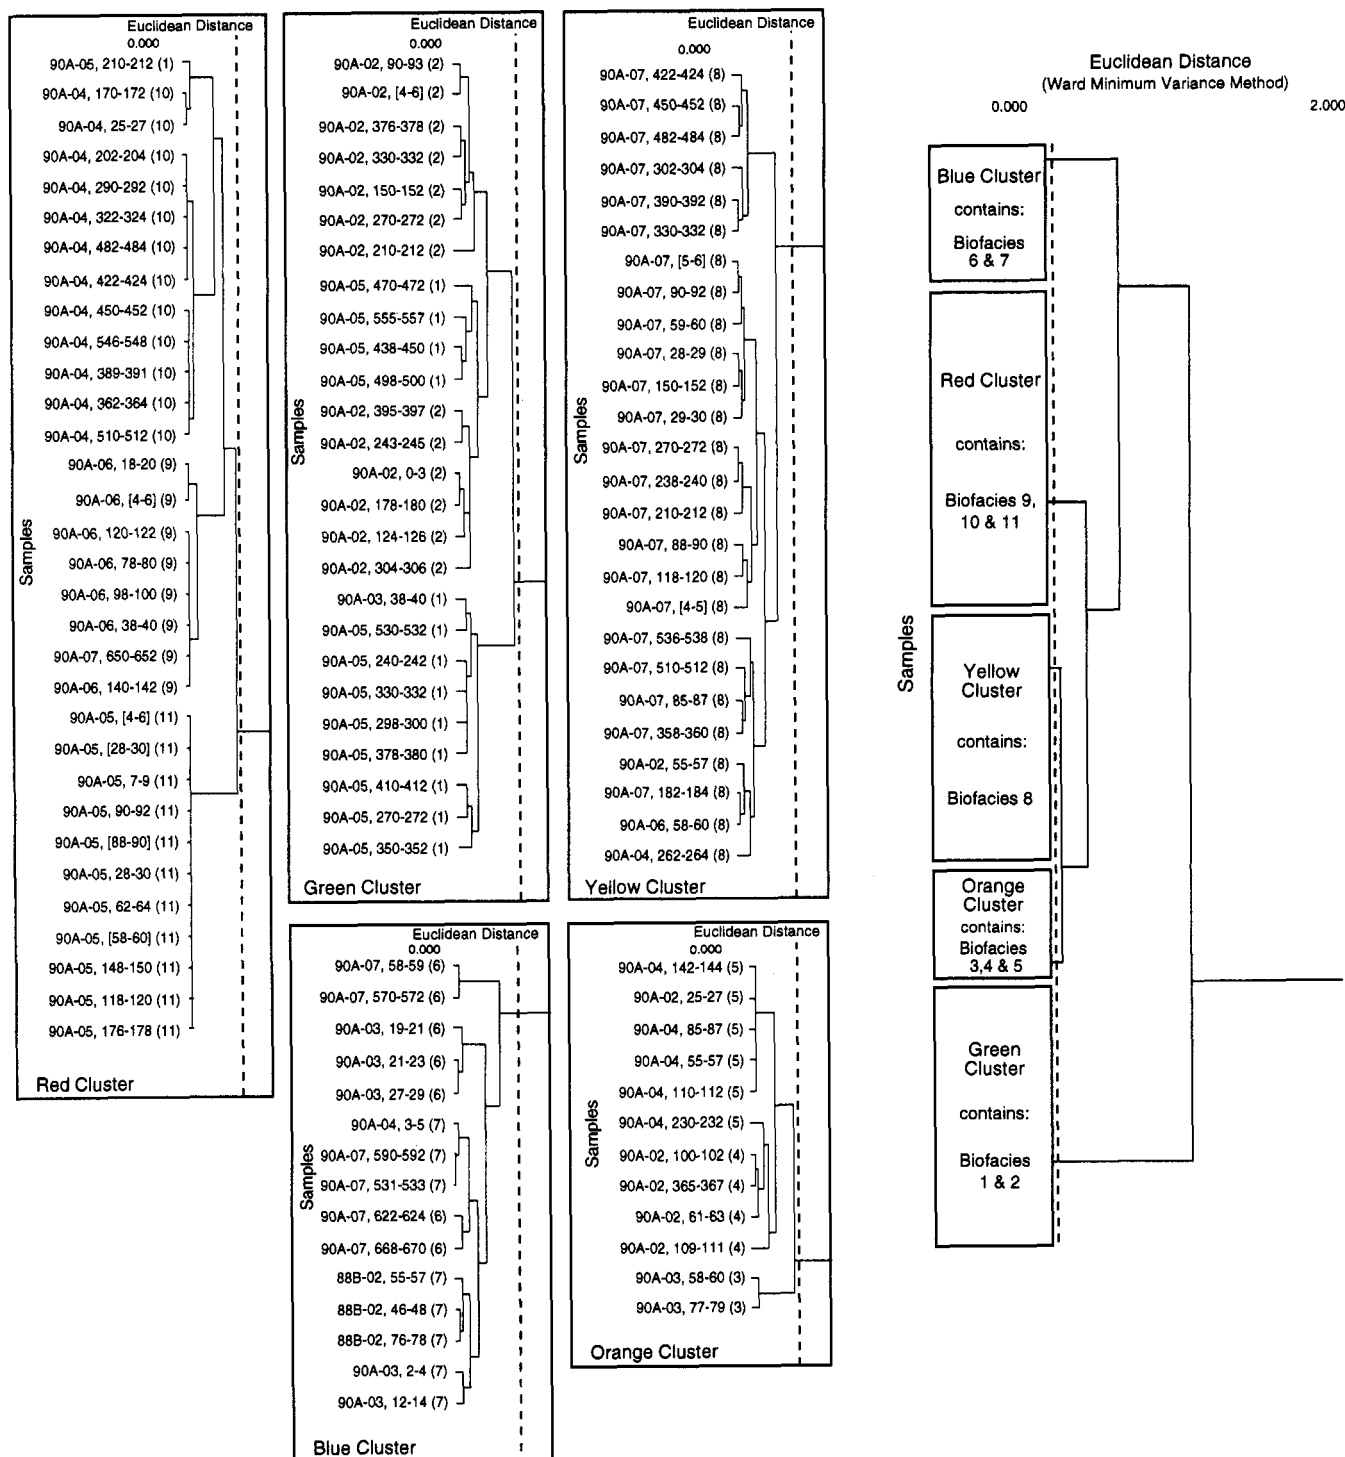 Euclidean Distance
0.000
90A-05, 210-212 (1)
90A-04, 170-172 (10)
90A-04, 25-27 (10)
90A-04, 202-204 (10)
90A-04, 290-292 (10)
90A-04, 322-324 (10)
90A-04, 482-484 (10)
90A-04, 422-424 (10)
90A-04, 450-452 (10)
90A-04, 546-548 (10)
90A-04, 389-391 (10)
90A-04, 362-364 (10)
90A-04, 510-512 (10)
90A-06, 18-20 (9)
90A-06, [4-6] (9)
90A-06, 120-122 (9)
90A-06, 78-80 (9)
90A-06, 98-100 (9)
90A-06, 38-40 (9)
90A-07, 650-652 (9)
90A-06, 140-142 (9)
90A-05, [4-6] (11)
90A-05, [28-30] (11)
90A-05, 7-9 (11)
90A-05, 90-92 (11)
90A-05, [88-90] (11)
90A-05, 28-30 (11)
90A-05, 62-64 (11)
90A-05, [58-60] (11)
90A-05, 148-150 (11)
90A-05, 118-120 (11)
90A-05, 176-178 (11)
Samples
Red Cluster
Euclidean Distance
0.000
90A-02, 90-93 (2)
90A-02, [4-6] (2)
90A-02, 376-378 (2)
90A-02, 330-332 (2)
90A-02, 150-152 (2)
90A-02, 270-272 (2)
90A-02, 210-212 (2)
90A-05, 470-472 (1)
90A-05, 555-557 (1)
90A-05, 438-450 (1)
90A-05, 498-500 (1)
90A-02, 395-397 (2)
90A-02, 243-245 (2)
90A-02, 0-3 (2)
90A-02, 178-180 (2)
90A-02, 124-126 (2)
90A-02, 304-306 (2)
90A-03, 38-40 (1)
90A-05, 530-532 (1)
90A-05, 240-242 (1)
90A-05, 330-332 (1)
90A-05, 298-300 (1)
90A-05, 378-380 (1)
90A-05, 410-412 (1)
90A-05, 270-272 (1)
90A-05, 350-352 (1)
Samples
Green Cluster
Euclidean Distance
0.000
90A-07, 422-424 (8)
90A-07, 450-452 (8)
90A-07, 482-484 (8)
90A-07, 302-304 (8)
90A-07, 390-392 (8)
90A-07, 330-332 (8)
90A-07, [5-6] (8)
90A-07, 90-92 (8)
90A-07, 59-60 (8)
90A-07, 28-29 (8)
90A-07, 150-152 (8)
90A-07, 29-30 (8)
90A-07, 270-272 (8)
90A-07, 238-240 (8)
90A-07, 210-212 (8)
90A-07, 88-90 (8)
90A-07, 118-120 (8)
90A-07, [4-5] (8)
90A-07, 536-538 (8)
90A-07, 510-512 (8)
90A-07, 85-87 (8)
90A-07, 358-360 (8)
90A-02, 55-57 (8)
90A-07, 182-184 (8)
90A-06, 58-60 (8)
90A-04, 262-264 (8)
Samples
Yellow Cluster
Euclidean Distance
0.000
90A-07, 58-59 (6)
90A-07, 570-572 (6)
90A-03, 19-21 (6)
90A-03, 21-23 (6)
90A-03, 27-29 (6)
90A-04, 3-5 (7)
90A-07, 590-592 (7)
90A-07, 531-533 (7)
90A-07, 622-624 (6)
90A-07, 668-670 (6)
88B-02, 55-57 (7)
88B-02, 46-48 (7)
88B-02, 76-78 (7)
90A-03, 2-4 (7)
90A-03, 12-14 (7)
Samples
Blue Cluster
Euclidean Distance
0.000
90A-04, 142-144 (5)
90A-02, 25-27 (5)
90A-04, 85-87 (5)
90A-04, 55-57 (5)
90A-04, 110-112 (5)
90A-04, 230-232 (5)
90A-02, 100-102 (4)
90A-02, 365-367 (4)
90A-02, 61-63 (4)
90A-02, 109-111 (4)
90A-03, 58-60 (3)
90A-03, 77-79 (3)
Samples
Orange Cluster
Euclidean Distance
(Ward Minimum Variance Method)
0.000 2.000
Blue Cluster
contains:
Biofacies
6 & 7
Red Cluster
contains:
Biofacies 9,
10 & 11
Samples
Yellow
Cluster
contains:
Biofacies 8
Orange
Cluster
contains:
Biofacies
3,4 & 5
Green
Cluster
contains:
Biofacies
1 & 2